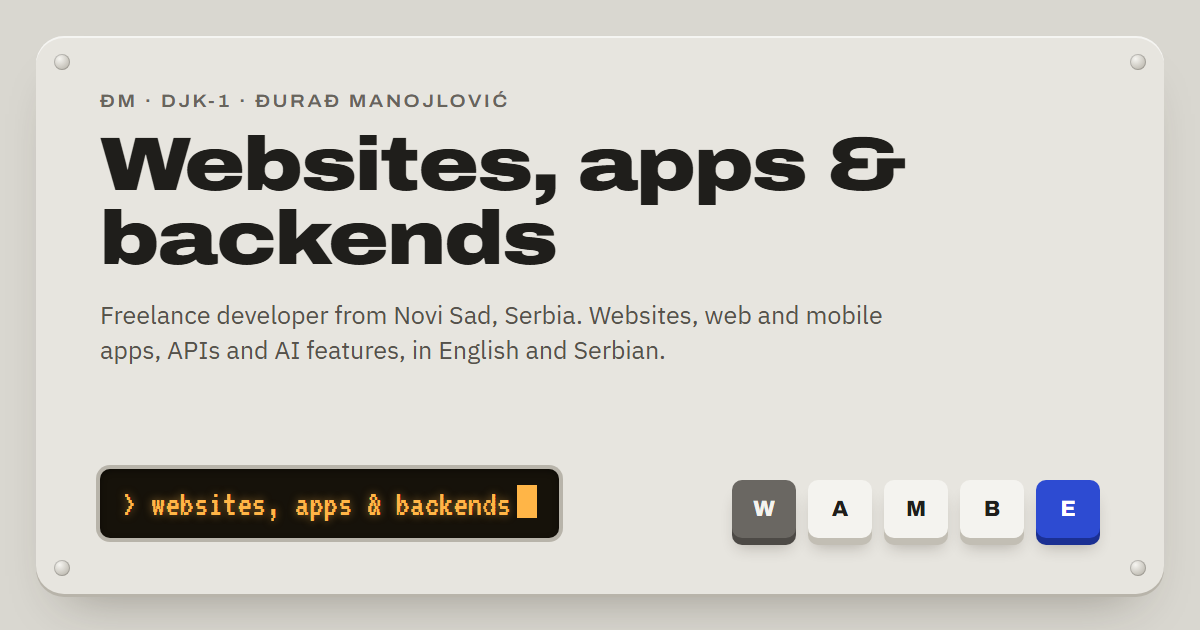 ĐM · DJK-1 · ĐURAĐ MANOJLOVIĆ
Websites, apps &
backends
Freelance developer from Novi Sad, Serbia. Websites, web and mobile
apps, APIs and AI features, in English and Serbian.
> websites, apps & backends
W A M B E